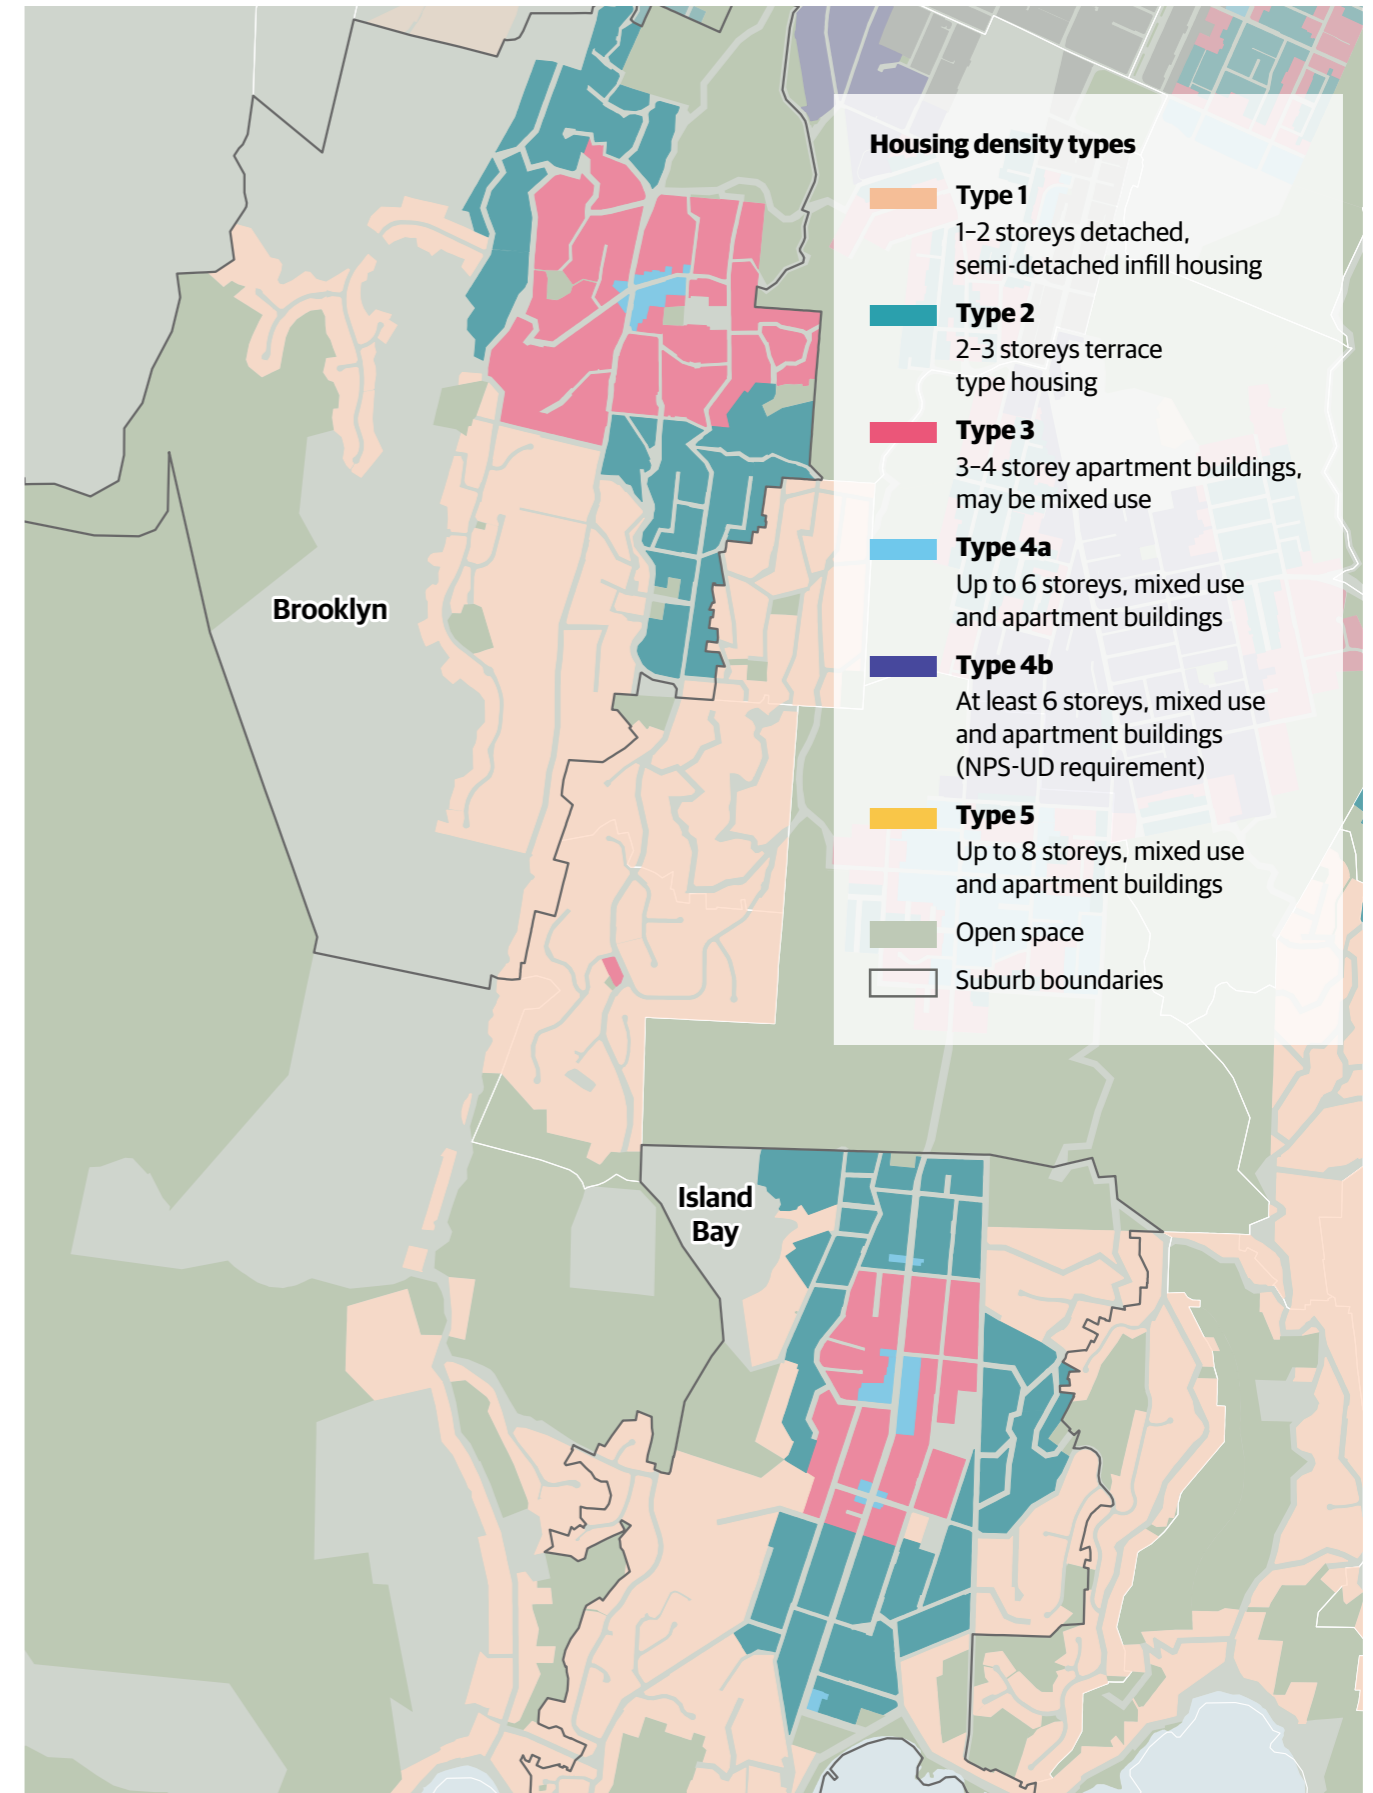 Housing density types
Type 1
1–2 storeys detached,
semi-detached infill housing
Type 2
2–3 storeys terrace
type housing
Type 3
3–4 storey apartment buildings,
may be mixed use
Type 4a
Up to 6 storeys, mixed use
and apartment buildings
Type 4b
At least 6 storeys, mixed use
and apartment buildings
(NPS-UD requirement)
Type 5
Up to 8 storeys, mixed use
and apartment buildings
Open space
Suburb boundaries
Brooklyn
Island
Bay